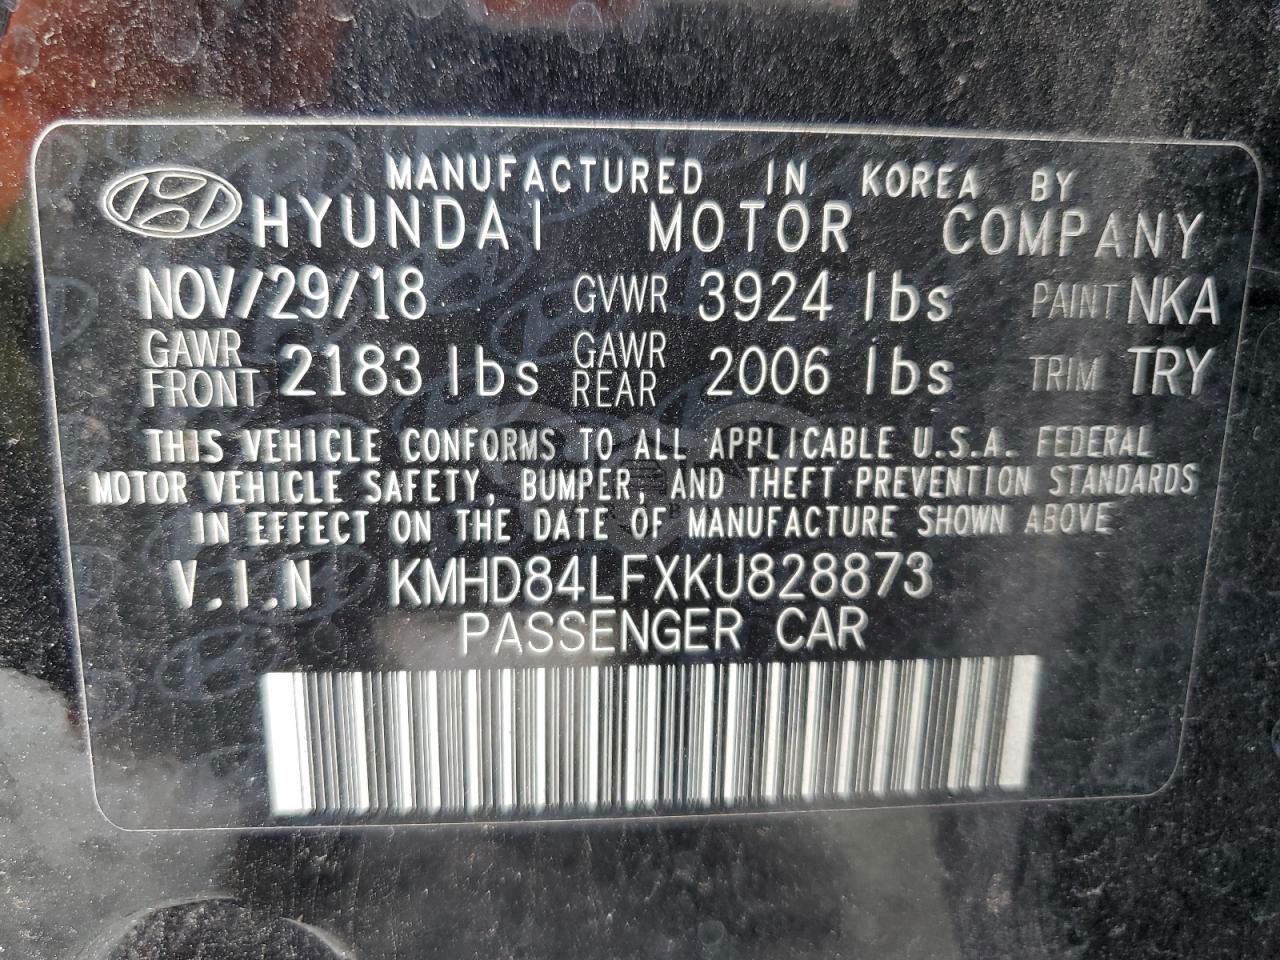 MANUFACTURED IN KOREA BY
HYUNDAI MOTOR COMPANY
NOV/29/18 GVWR 3924 lbs PAINT NKA
GAWR FRONT 2183 lbs GAWR REAR 2006 lbs TRIM TRY
THIS VEHICLE CONFORMS TO ALL APPLICABLE U.S.A. FEDERAL
MOTOR VEHICLE SAFETY, BUMPER, AND THEFT PREVENTION STANDARDS
IN EFFECT ON THE DATE OF MANUFACTURE SHOWN ABOVE
V.I.N KMHD84LFXKU828873
PASSENGER CAR